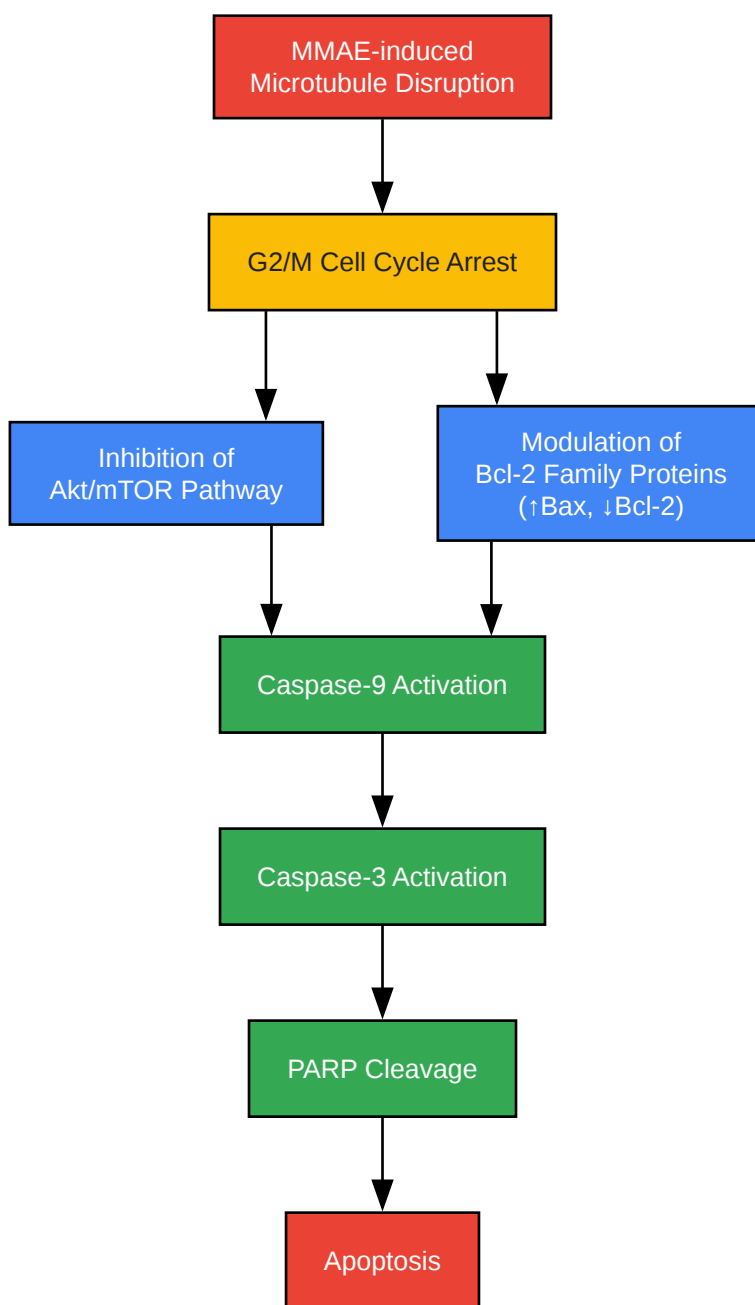 MMAE-induced
Microtubule Disruption
G2/M Cell Cycle Arrest
Inhibition of
Akt/mTOR Pathway
Modulation of
Bcl-2 Family Proteins
(↑Bax, ↓Bcl-2)
Caspase-9 Activation
Caspase-3 Activation
PARP Cleavage
Apoptosis